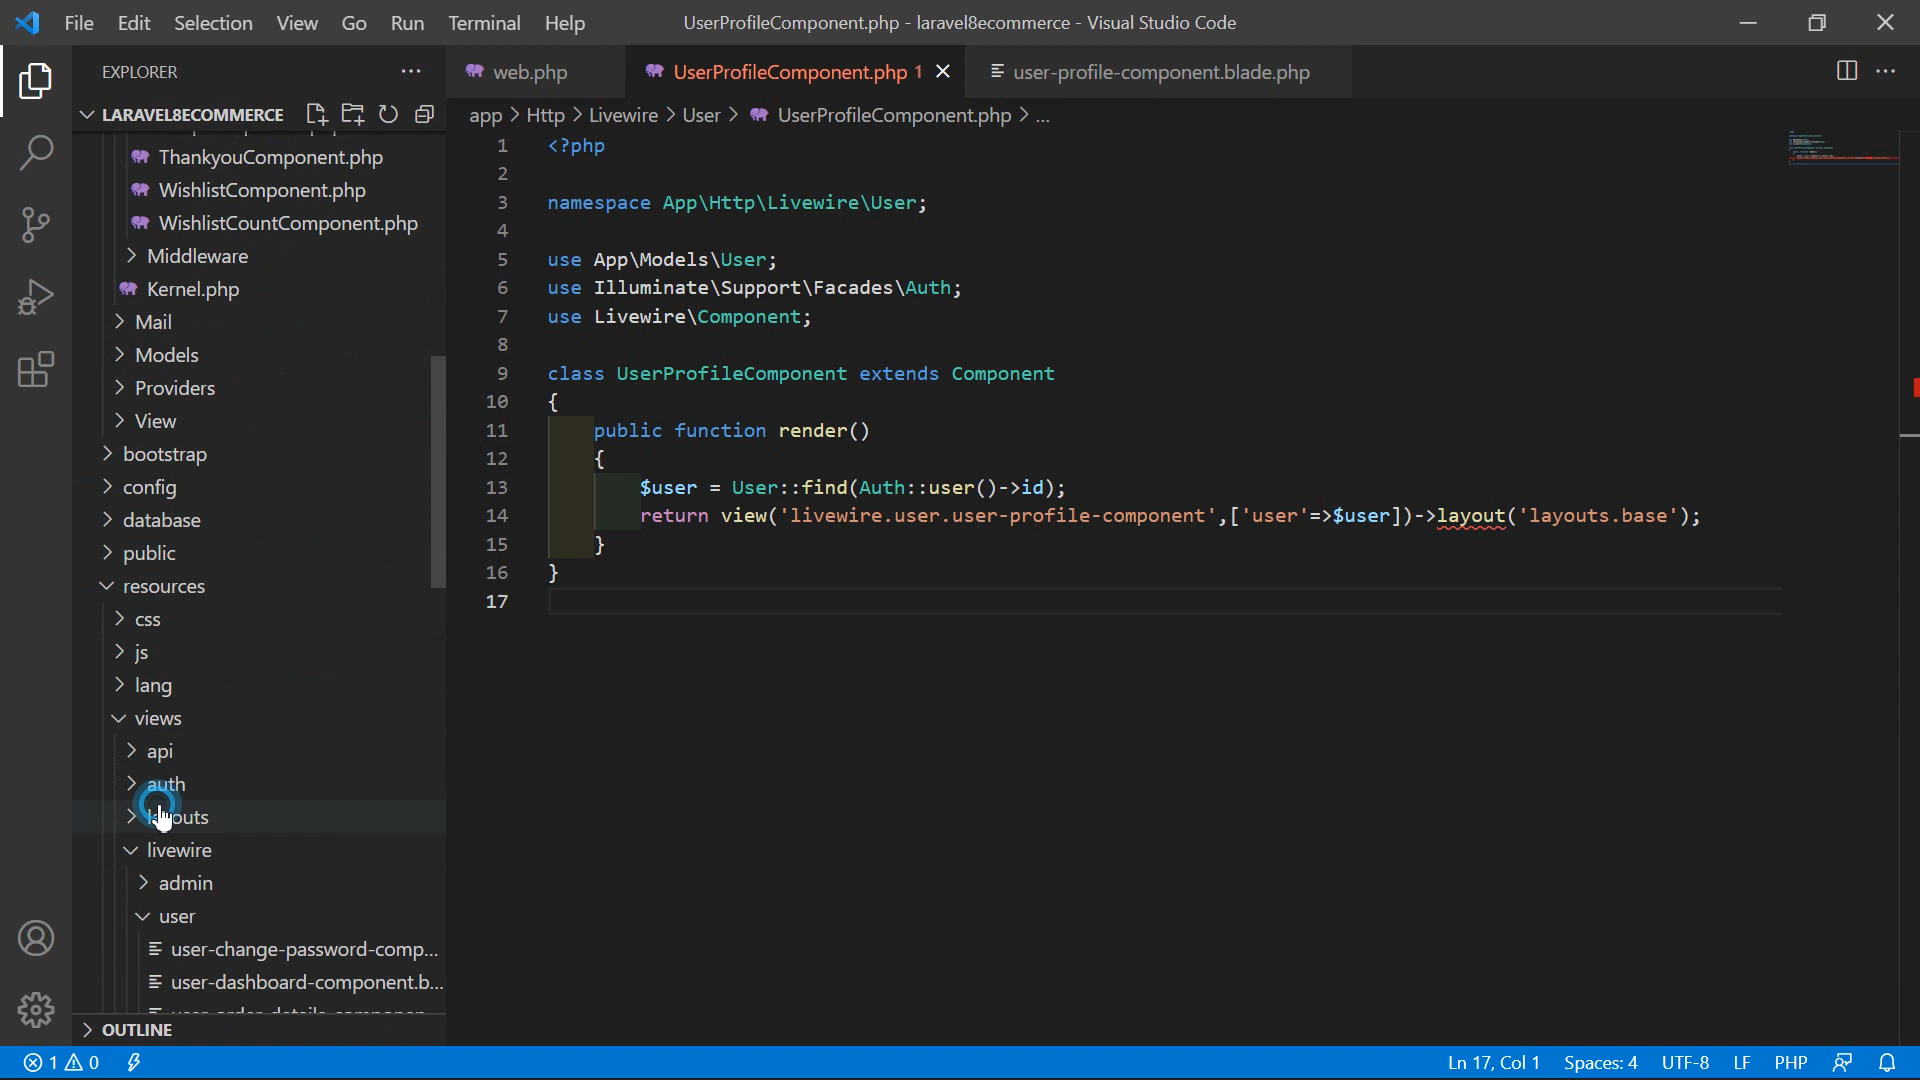 File Edit Selection View Go Run Terminal Help
UserProfileComponent.php - laravel8ecommerce - Visual Studio Code
EXPLORER
LARAVEL8ECOMMERCE
ThankyouComponent.php
WishlistComponent.php
WishlistCountComponent.php
Middleware
Kernel.php
Mail
Models
Providers
View
bootstrap
config
database
public
resources
css
js
lang
views
api
auth
layouts
livewire
admin
user
user-change-password-comp...
user-dashboard-component.b...
OUTLINE
web.php
UserProfileComponent.php 1
user-profile-component.blade.php
app > Http > Livewire > User > UserProfileComponent.php > ...
1 <?php
2
3 namespace App\Http\Livewire\User;
4
5 use App\Models\User;
6 use Illuminate\Support\Facades\Auth;
7 use Livewire\Component;
8
9 class UserProfileComponent extends Component
10 {
11 public function render()
12 {
13 $user = User::find(Auth::user()->id);
14 return view('livewire.user.user-profile-component',['user'=>$user])->layout('layouts.base');
15 }
16 }
17
1 0
Ln 17, Col 1 Spaces: 4 UTF-8 LF PHP